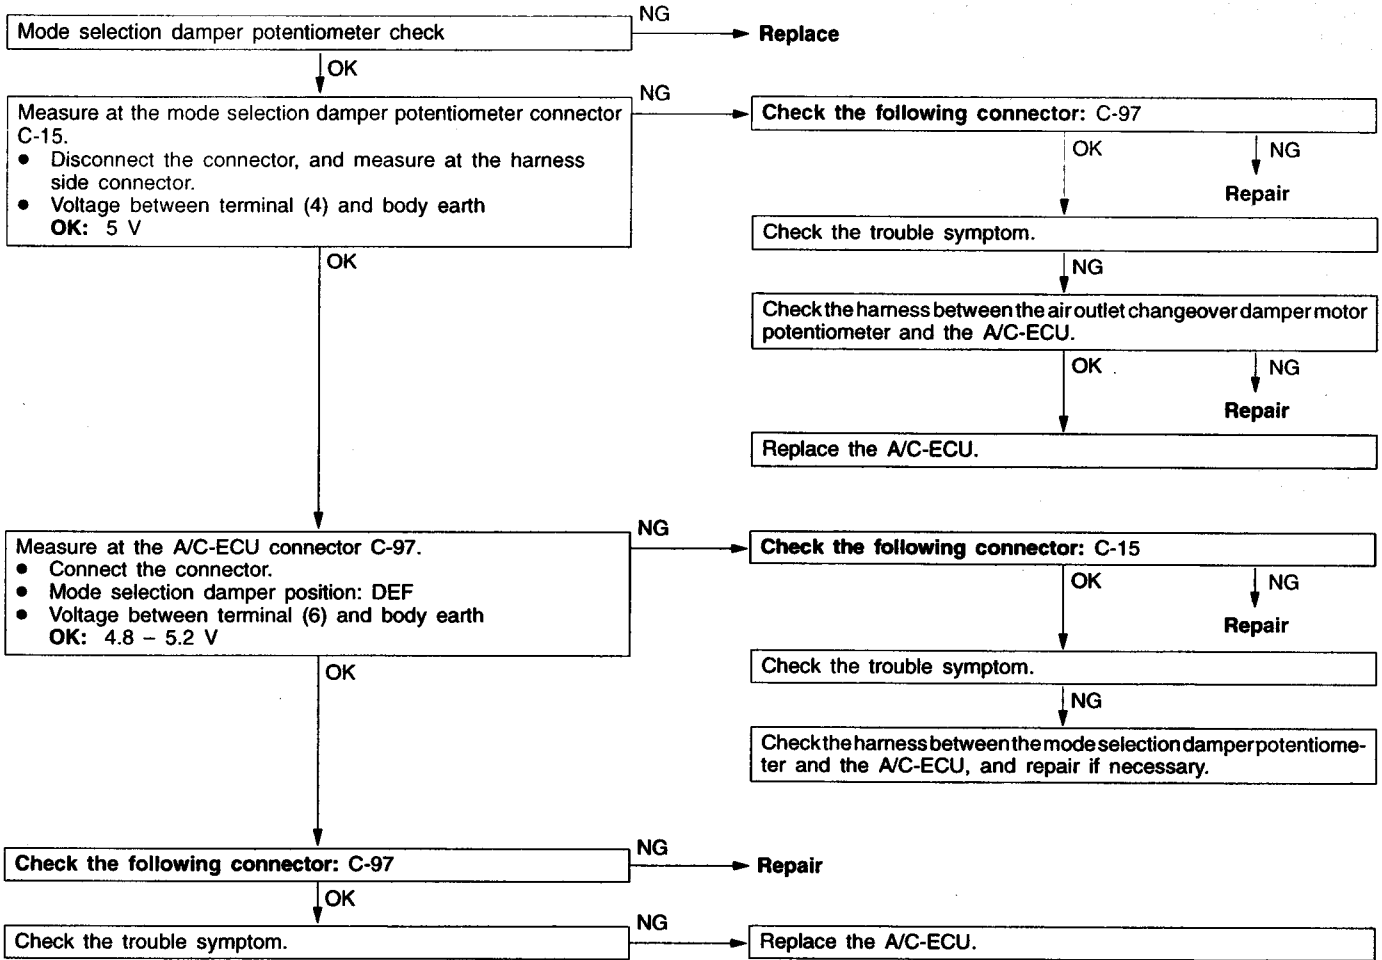 NG
Mode selection damper potentiometer check
Replace
OK
Measure at the mode selection damper potentiometer connector
C-15.
● Disconnect the connector, and measure at the harness
side connector.
● Voltage between terminal (4) and body earth
OK: 5 V
NG
Check the following connector: C-97
OK
NG
Repair
Check the trouble symptom.
NG
Check the harness between the air outlet changeover damper motor
potentiometer and the A/C-ECU.
OK
NG
Repair
Replace the A/C-ECU.
OK
Measure at the A/C-ECU connector C-97.
● Connect the connector.
● Mode selection damper position: DEF
● Voltage between terminal (6) and body earth
OK: 4.8 – 5.2 V
NG
Check the following connector: C-15
OK
NG
Repair
Check the trouble symptom.
NG
Check the harness between the mode selection damper potentiome-
ter and the A/C-ECU, and repair if necessary.
OK
Check the following connector: C-97
NG
Repair
OK
Check the trouble symptom.
NG
Replace the A/C-ECU.